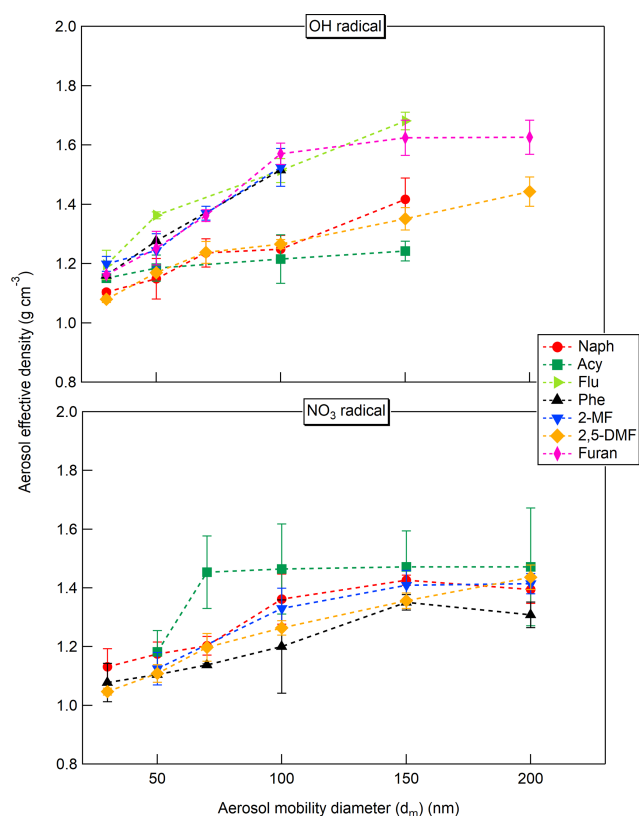 OH radical
2.0
1.8
1.6
1.4
1.2
1.0
0.8
Aerosol effective density (g cm⁻³)
Naph
Acy
Flu
Phe
2-MF
2,5-DMF
Furan
NO₃ radical
2.0
1.8
1.6
1.4
1.2
1.0
0.8
50 100 150 200
Aerosol mobility diameter (dₘ) (nm)